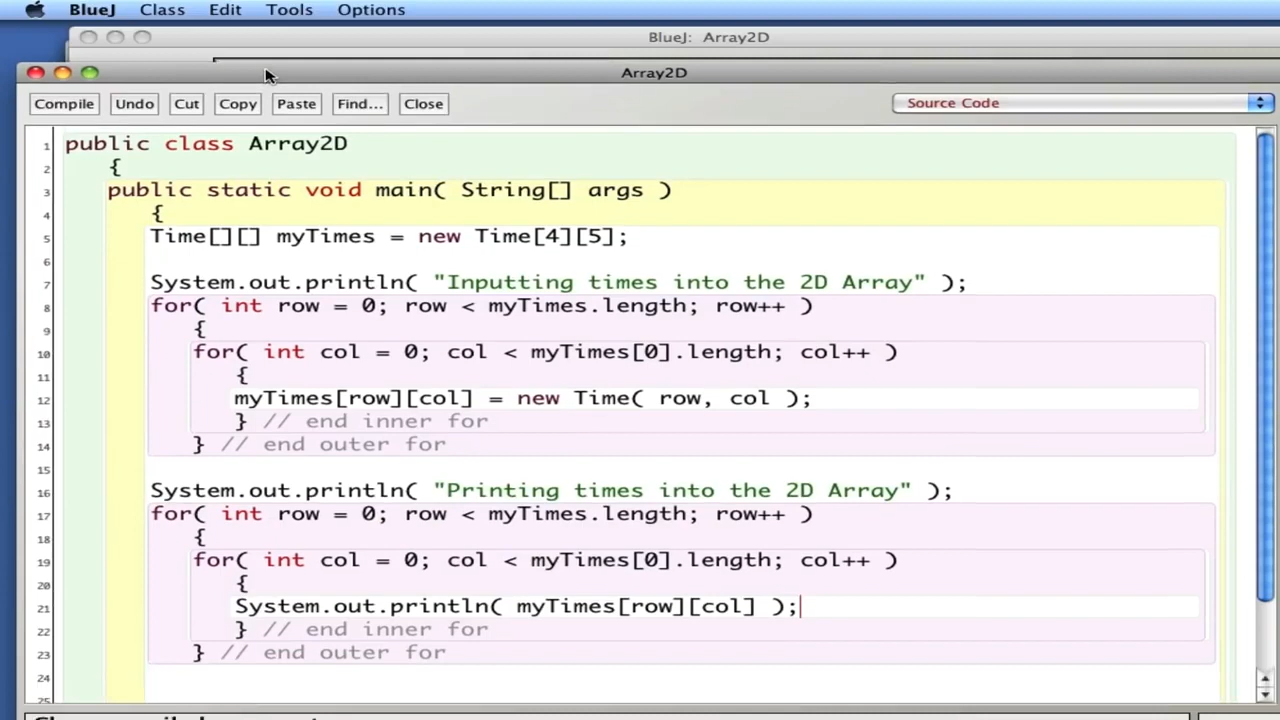 BlueJ Class Edit Tools Options
BlueJ: Array2D
Array2D
Compile Undo Cut Copy Paste Find... Close Source Code
1 public class Array2D
2 {
3 public static void main( String[] args )
4 {
5 Time[][] myTimes = new Time[4][5];
6
7 System.out.println( "Inputting times into the 2D Array" );
8 for( int row = 0; row < myTimes.length; row++ )
9 {
10 for( int col = 0; col < myTimes[0].length; col++ )
11 {
12 myTimes[row][col] = new Time( row, col );
13 } // end inner for
14 } // end outer for
15
16 System.out.println( "Printing times into the 2D Array" );
17 for( int row = 0; row < myTimes.length; row++ )
18 {
19 for( int col = 0; col < myTimes[0].length; col++ )
20 {
21 System.out.println( myTimes[row][col] );
22 } // end inner for
23 } // end outer for
24
25